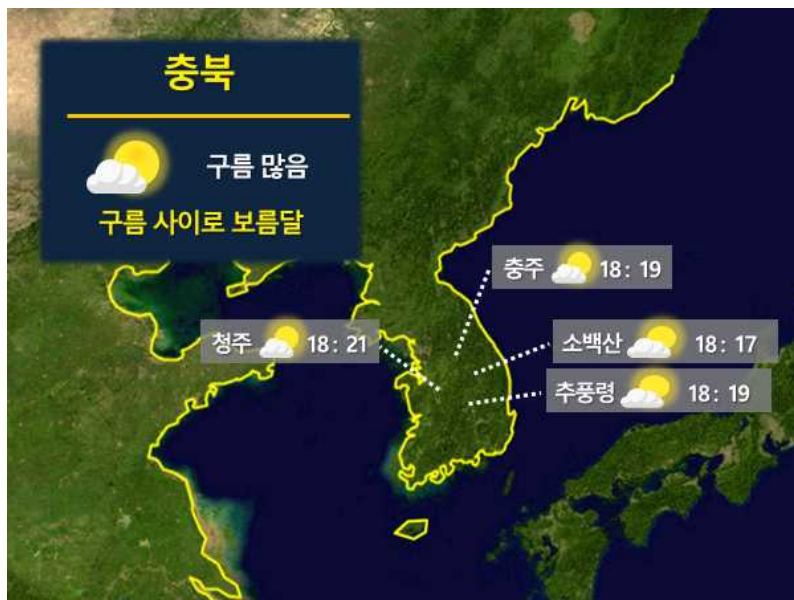 충북
구름 많음
구름 사이로 보름달
충주 18: 19
청주 18: 21
소백산 18: 17
추풍령 18: 19